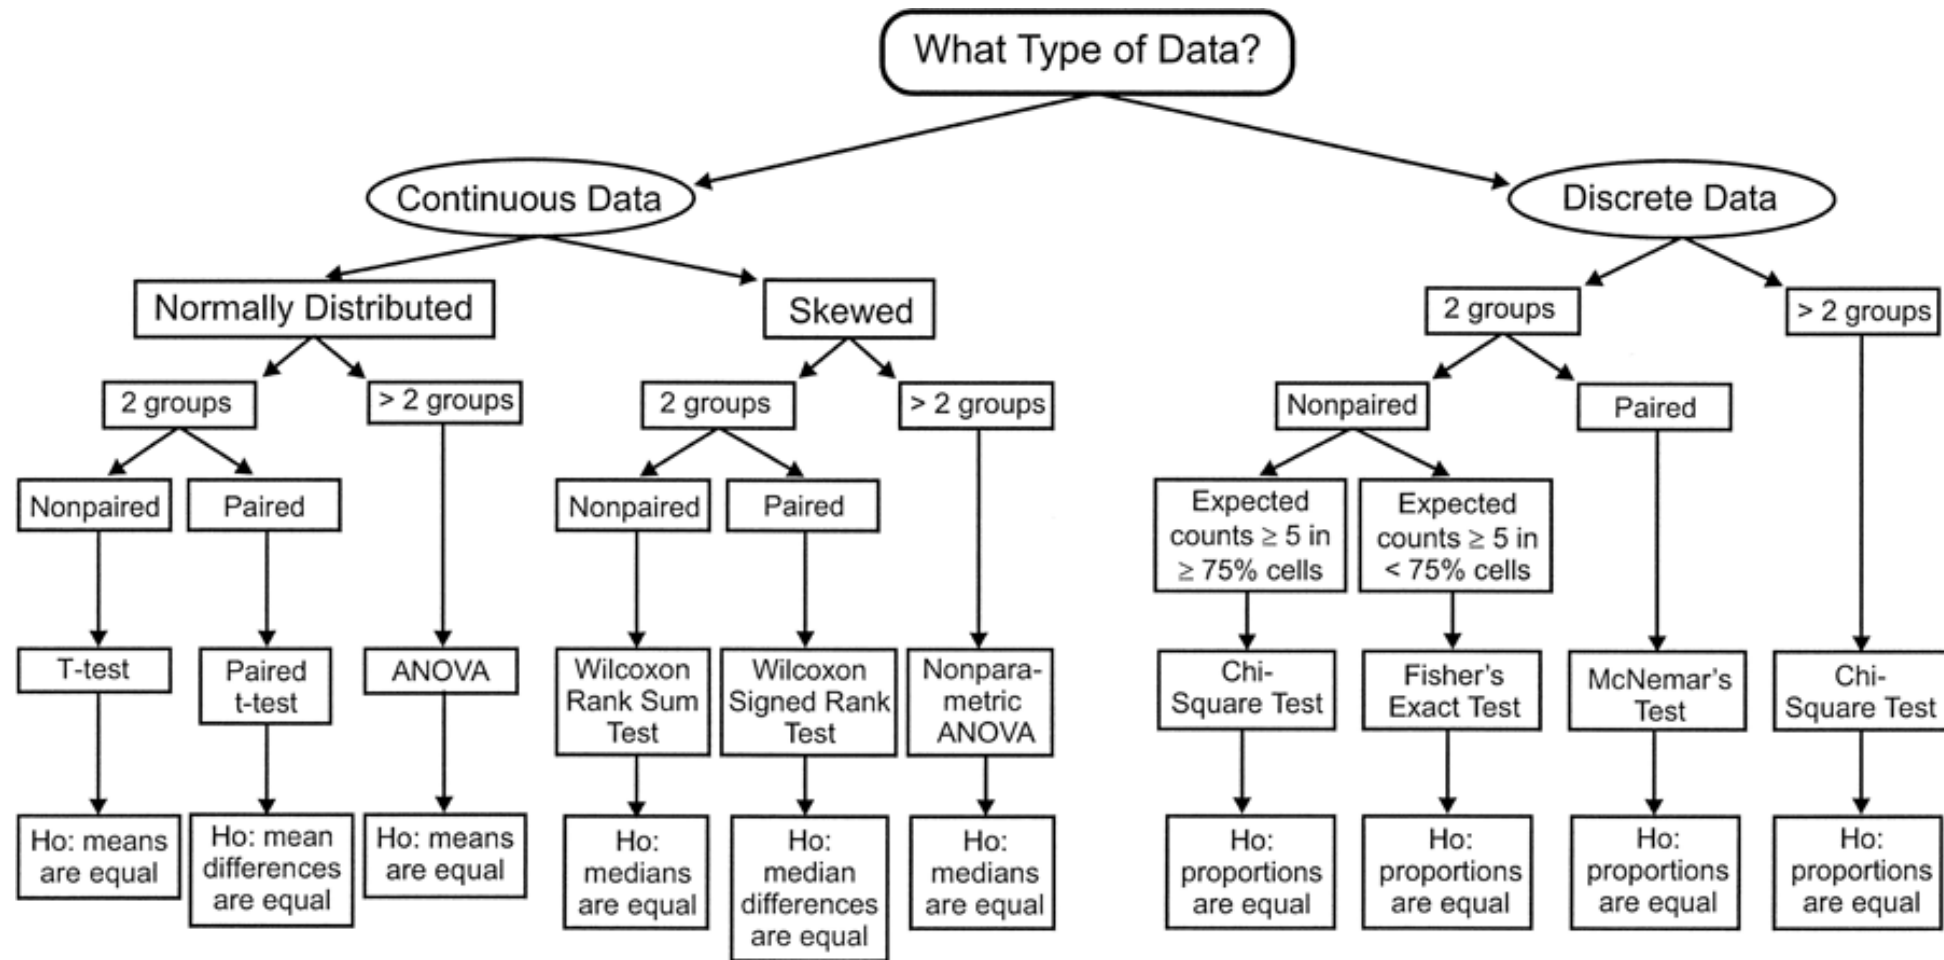 What Type of Data?
Continuous Data
Discrete Data
Normally Distributed
Skewed
2 groups
> 2 groups
2 groups
> 2 groups
2 groups
> 2 groups
Nonpaired
Paired
Nonpaired
Paired
Nonpaired
Paired
Expected
counts ≥ 5 in
≥ 75% cells
Expected
counts ≥ 5 in
< 75% cells
T-test
Paired
t-test
ANOVA
Wilcoxon
Rank Sum
Test
Wilcoxon
Signed Rank
Test
Nonpara-
metric
ANOVA
Chi-
Square Test
Fisher's
Exact Test
McNemar's
Test
Chi-
Square Test
Ho: means
are equal
Ho: mean
differences
are equal
Ho: means
are equal
Ho:
medians
are equal
Ho:
median
differences
are equal
Ho:
medians
are equal
Ho:
proportions
are equal
Ho:
proportions
are equal
Ho:
proportions
are equal
Ho:
proportions
are equal